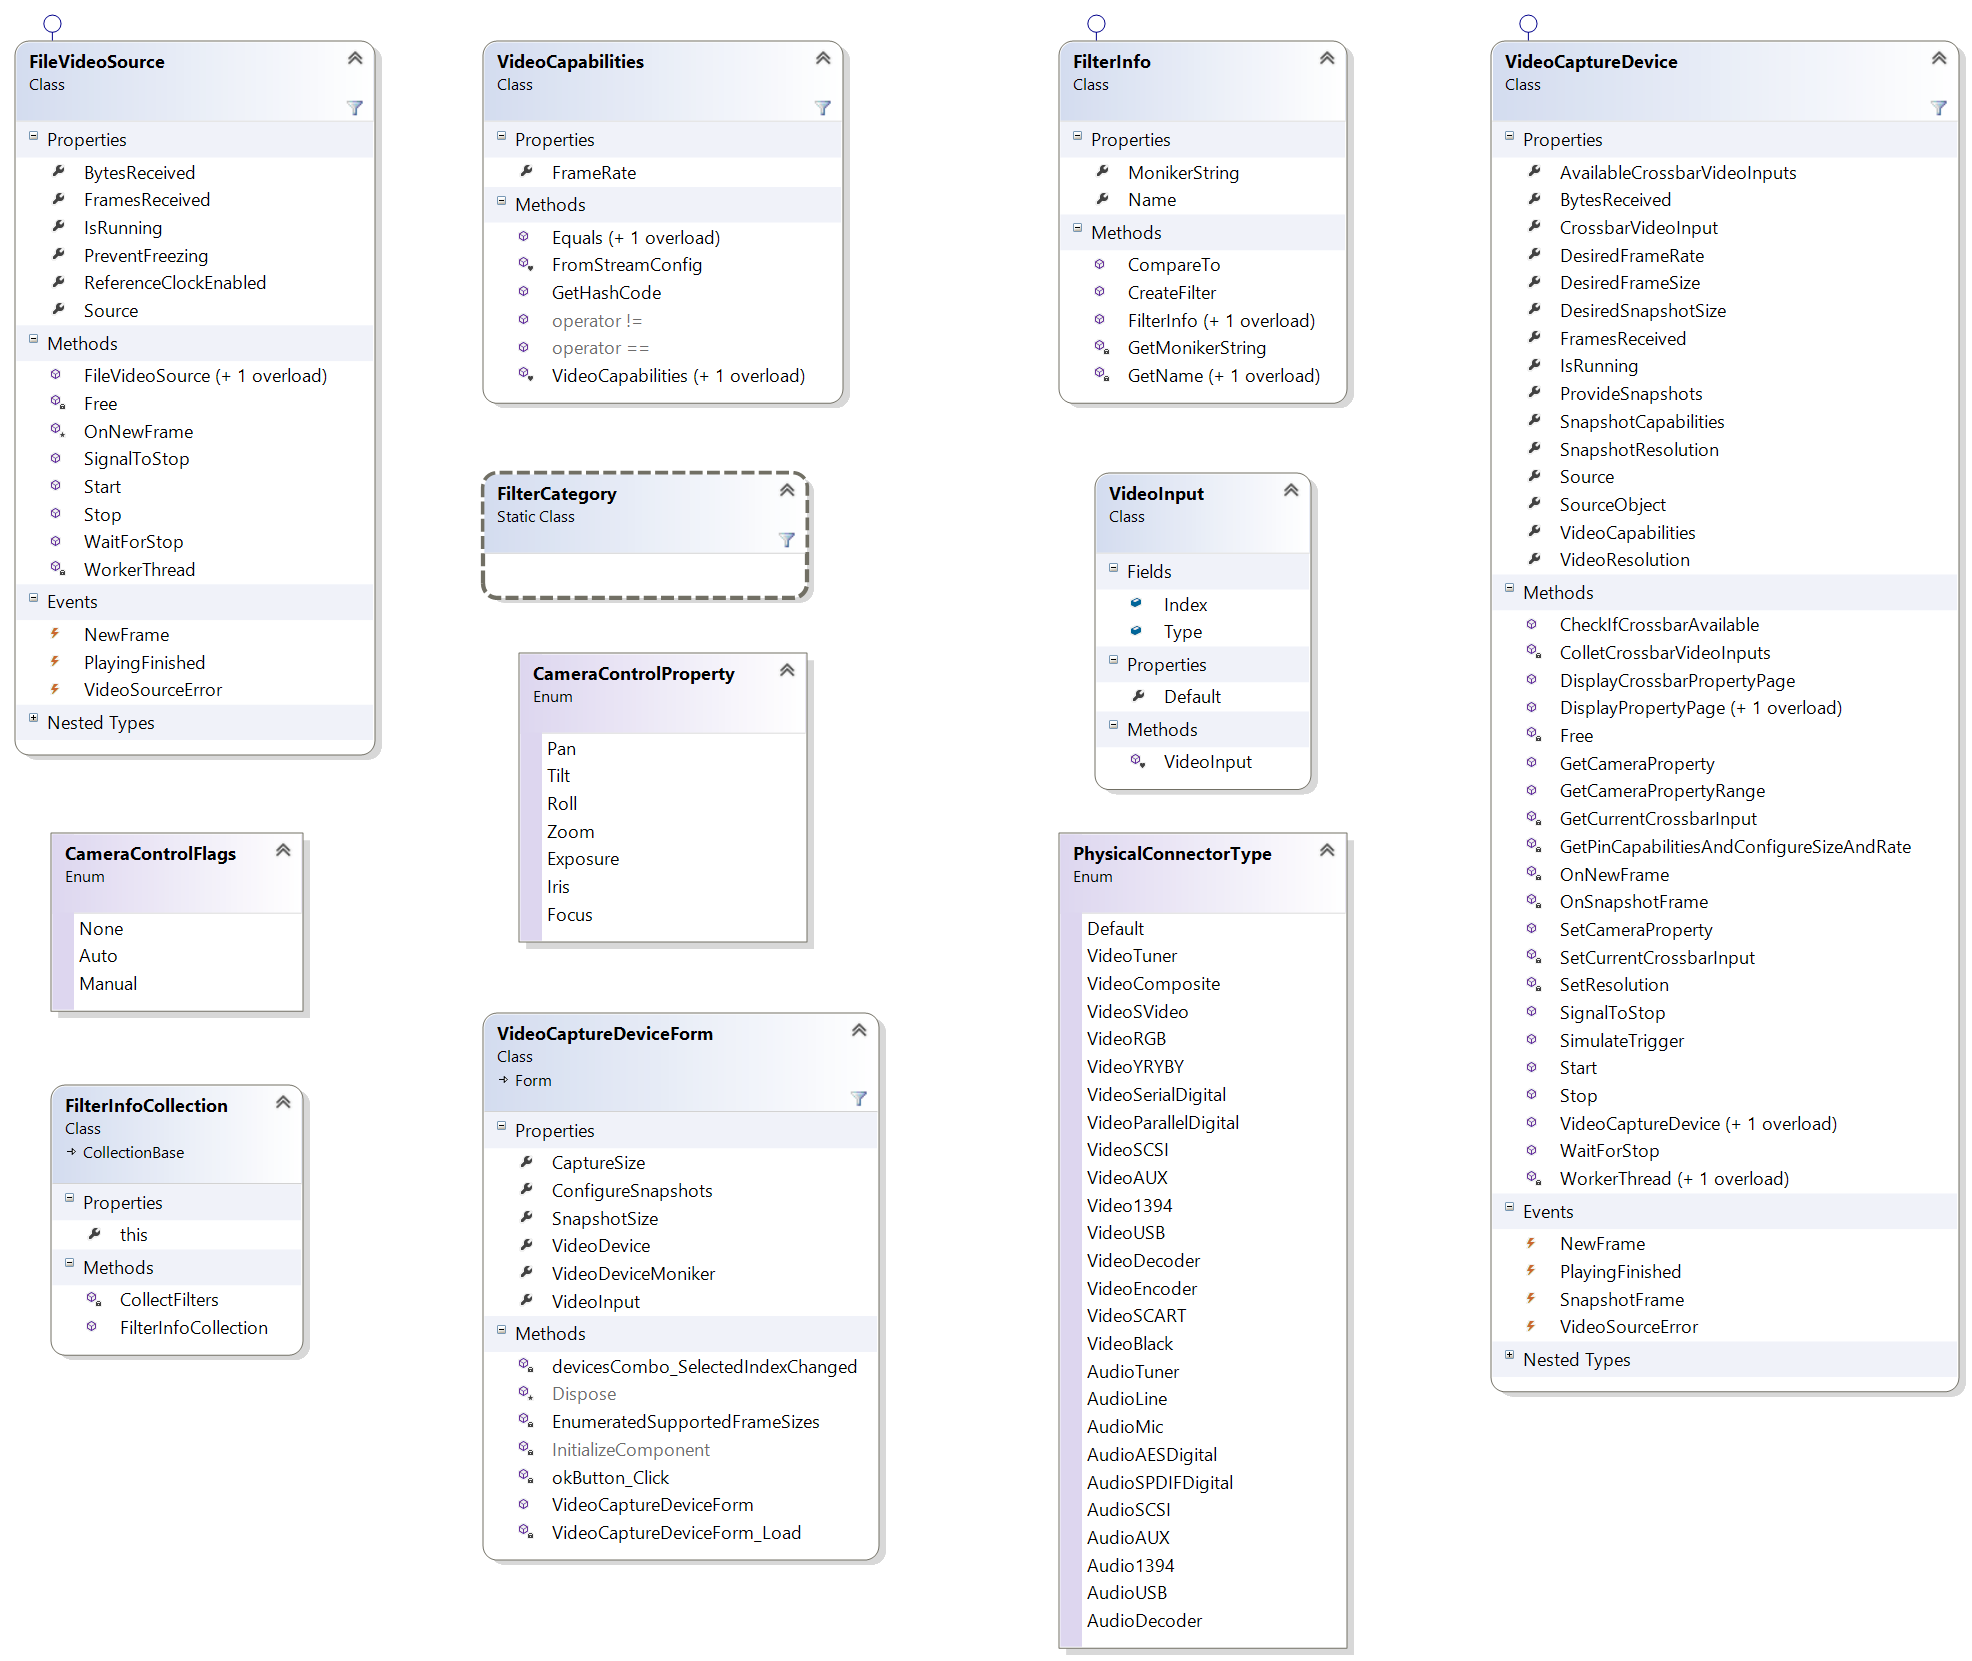 FileVideoSource
Class
Properties
BytesReceived
FramesReceived
IsRunning
PreventFreezing
ReferenceClockEnabled
Source
Methods
FileVideoSource (+ 1 overload)
Free
OnNewFrame
SignalToStop
Start
Stop
WaitForStop
WorkerThread
Events
NewFrame
PlayingFinished
VideoSourceError
Nested Types
CameraControlFlags
Enum
None
Auto
Manual
FilterInfoCollection
Class
CollectionBase
Properties
this
Methods
CollectFilters
FilterInfoCollection
VideoCapabilities
Class
Properties
FrameRate
Methods
Equals (+ 1 overload)
FromStreamConfig
GetHashCode
operator !=
operator ==
VideoCapabilities (+ 1 overload)
FilterCategory
Static Class
CameraControlProperty
Enum
Pan
Tilt
Roll
Zoom
Exposure
Iris
Focus
VideoCaptureDeviceForm
Class
Form
Properties
CaptureSize
ConfigureSnapshots
SnapshotSize
VideoDevice
VideoDeviceMoniker
VideoInput
Methods
devicesCombo_SelectedIndexChanged
Dispose
EnumeratedSupportedFrameSizes
InitializeComponent
okButton_Click
VideoCaptureDeviceForm
VideoCaptureDeviceForm_Load
FilterInfo
Class
Properties
MonikerString
Name
Methods
CompareTo
CreateFilter
FilterInfo (+ 1 overload)
GetMonikerString
GetName (+ 1 overload)
VideoInput
Class
Fields
Index
Type
Properties
Default
Methods
VideoInput
PhysicalConnectorType
Enum
Default
VideoTuner
VideoComposite
VideoSVideo
VideoRGB
VideoYRYBY
VideoSerialDigital
VideoParallelDigital
VideoSCSI
VideoAUX
Video1394
VideoUSB
VideoDecoder
VideoEncoder
VideoSCART
VideoBlack
AudioTuner
AudioLine
AudioMic
AudioAESDigital
AudioSPDIFDigital
AudioSCSI
AudioAUX
Audio1394
AudioUSB
AudioDecoder
VideoCaptureDevice
Class
Properties
AvailableCrossbarVideoInputs
BytesReceived
CrossbarVideoInput
DesiredFrameRate
DesiredFrameSize
DesiredSnapshotSize
FramesReceived
IsRunning
ProvideSnapshots
SnapshotCapabilities
SnapshotResolution
Source
SourceObject
VideoCapabilities
VideoResolution
Methods
CheckIfCrossbarAvailable
ColletCrossbarVideoInputs
DisplayCrossbarPropertyPage
DisplayPropertyPage (+ 1 overload)
Free
GetCameraProperty
GetCameraPropertyRange
GetCurrentCrossbarInput
GetPinCapabilitiesAndConfigureSizeAndRate
OnNewFrame
OnSnapshotFrame
SetCameraProperty
SetCurrentCrossbarInput
SetResolution
SignalToStop
SimulateTrigger
Start
Stop
VideoCaptureDevice (+ 1 overload)
WaitForStop
WorkerThread (+ 1 overload)
Events
NewFrame
PlayingFinished
SnapshotFrame
VideoSourceError
Nested Types